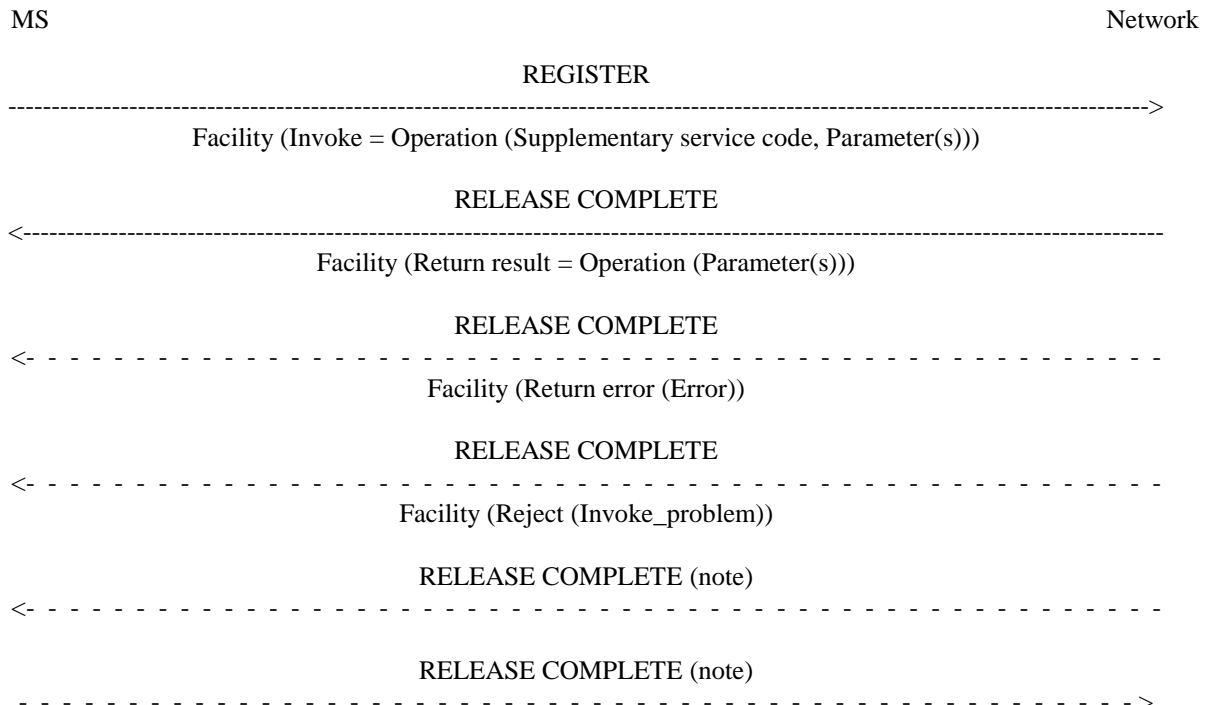 MS Network
REGISTER
Facility (Invoke = Operation (Supplementary service code, Parameter(s)))
RELEASE COMPLETE
Facility (Return result = Operation (Parameter(s)))
RELEASE COMPLETE
Facility (Return error (Error))
RELEASE COMPLETE
Facility (Reject (Invoke_problem))
RELEASE COMPLETE (note)
RELEASE COMPLETE (note)